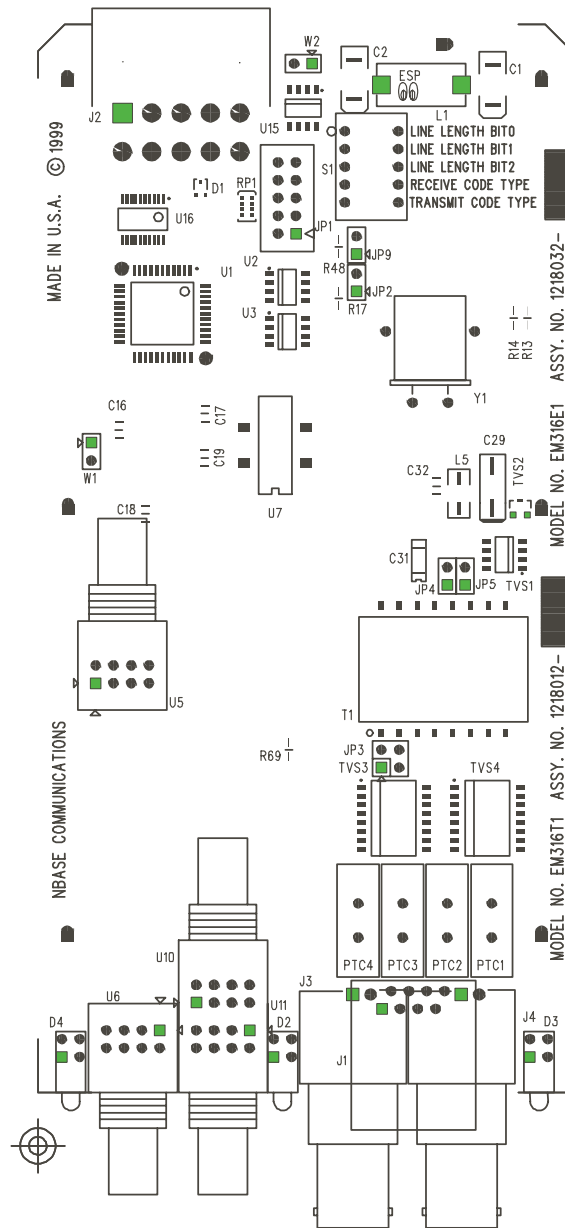 W2
C2
ESP
C1
J2
L1
U15
MADE IN U.S.A. © 1999
S1
LINE LENGTH BIT0
LINE LENGTH BIT1
LINE LENGTH BIT2
RECEIVE CODE TYPE
TRANSMIT CODE TYPE
D1
RP1
U16
JP1
U2
JP9
R48
U1
JP2
U3
R17
R14
R13
MODEL NO. EM316E1 ASSY. NO. 1218032-
Y1
C16
C17
W1
C19
U7
C29
L5
C32
TVS2
C18
C31
JP4
JP5
TVS1
U5
T1
NBASE COMMUNICATIONS
R69
JP3
TVS3
TVS4
MODEL NO. EM316T1 ASSY. NO. 1218012-
PTC4
PTC3
PTC2
PTC1
U10
J3
U6
U11
D4
D2
J1
J4
D3